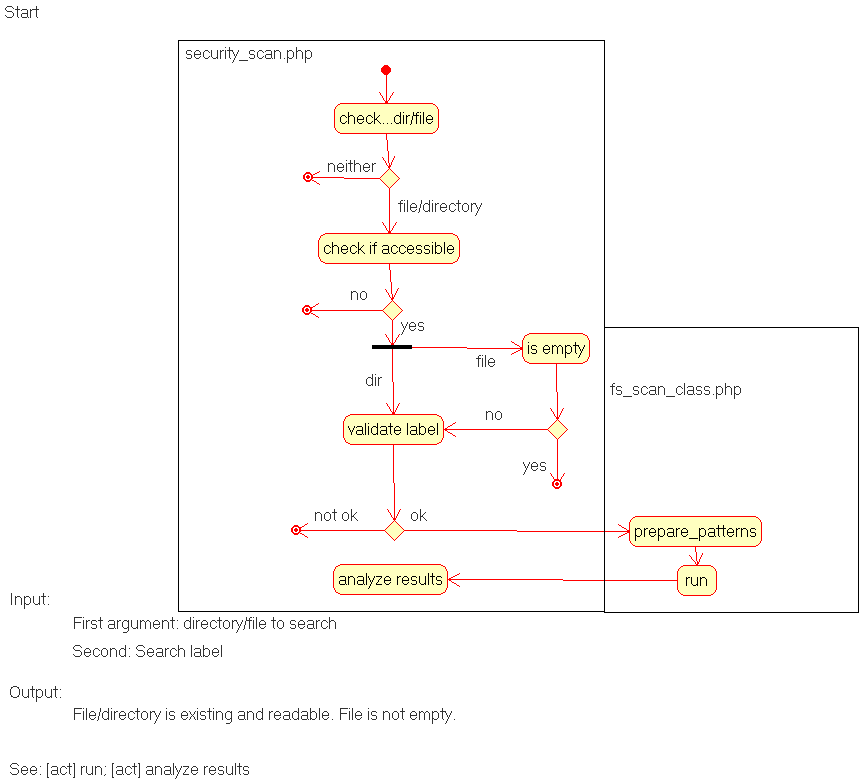 Start
security_scan.php
check...dir/file
neither
file/directory
check if accessible
no
yes
is empty
file
dir
fs_scan_class.php
no
validate label
yes
not ok
ok
prepare_patterns
analyze results
run
Input:
First argument: directory/file to search
Second: Search label
Output:
File/directory is existing and readable. File is not empty.
See: [act] run; [act] analyze results